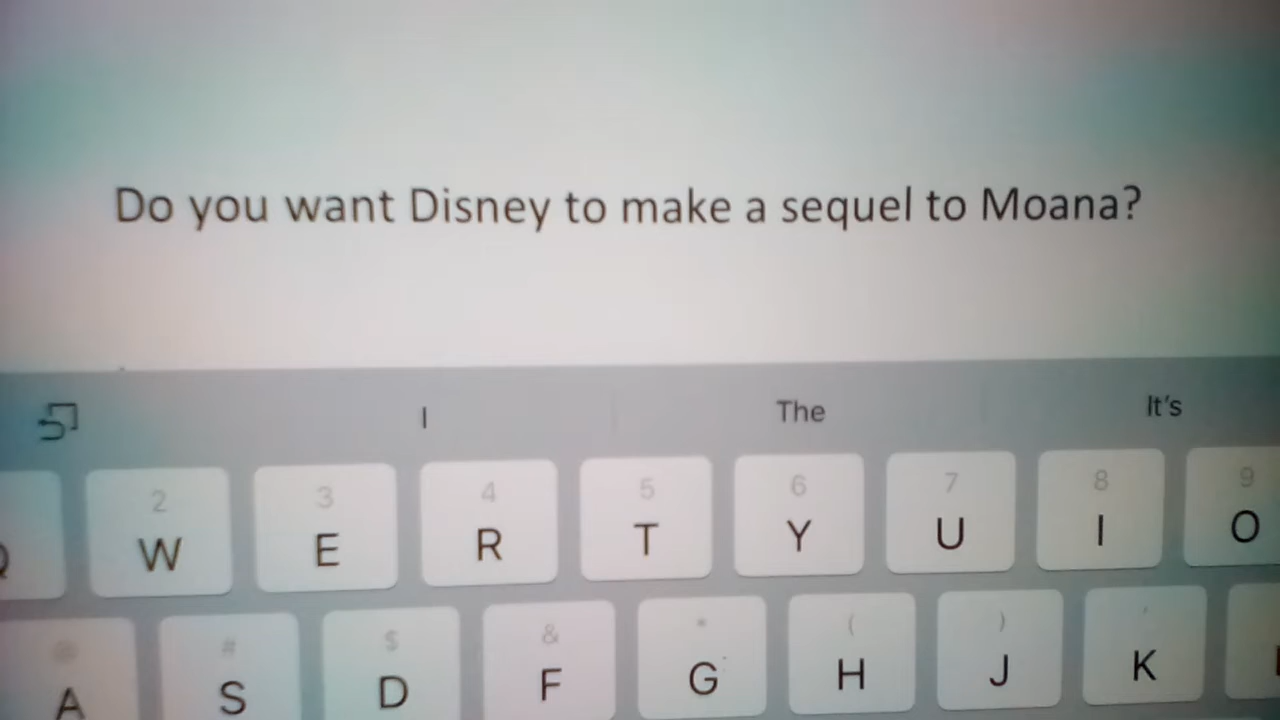 Do you want Disney to make a sequel to Moana?
I The It's
2 3 4 5 6 7 8 9
W E R T Y U I O
# $ & * ( ) '
A S D F G H J K